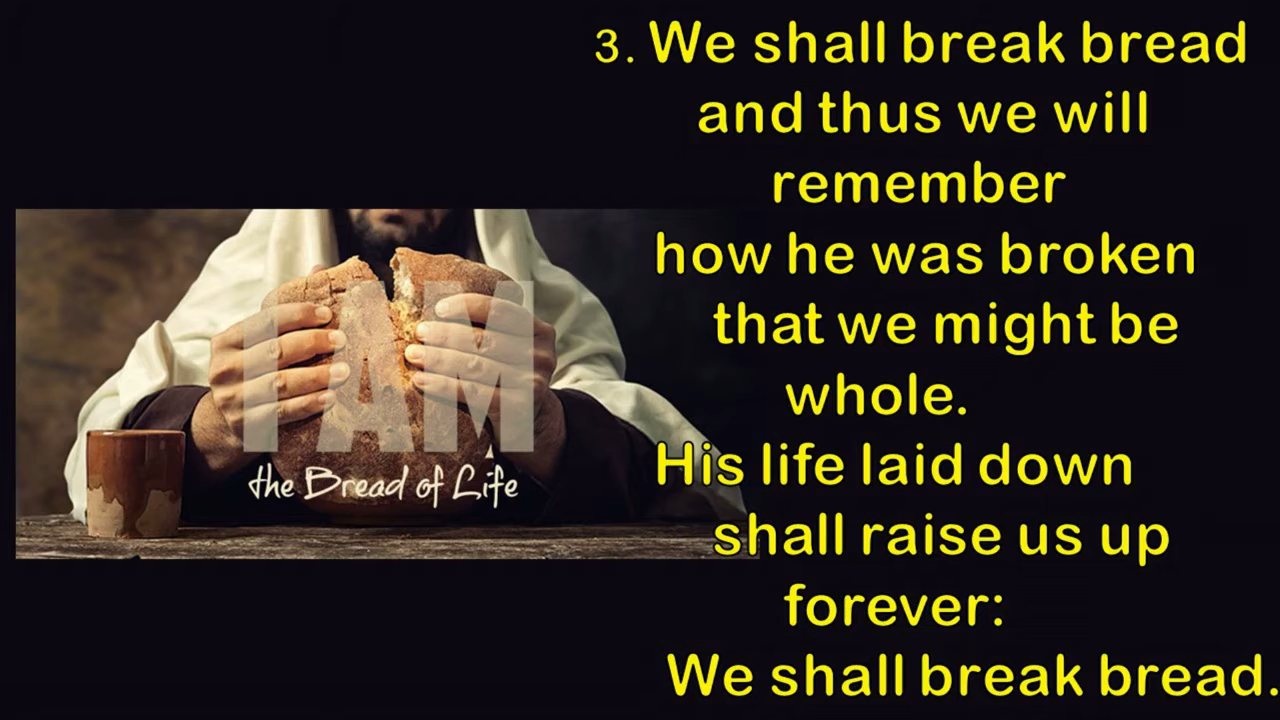 3. We shall break bread
and thus we will
remember
how he was broken
that we might be
whole.
His life laid down
shall raise us up
forever:
We shall break bread.
I AM
the Bread of Life